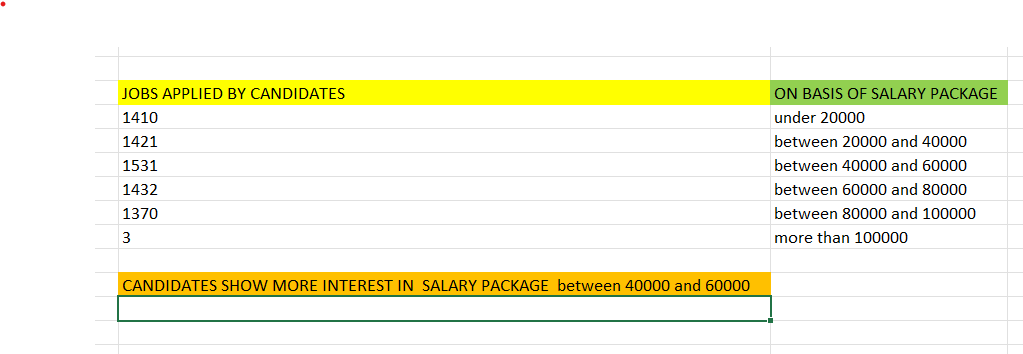 JOBS APPLIED BY CANDIDATES ON BASIS OF SALARY PACKAGE
1410 under 20000
1421 between 20000 and 40000
1531 between 40000 and 60000
1432 between 60000 and 80000
1370 between 80000 and 100000
3 more than 100000
CANDIDATES SHOW MORE INTEREST IN  SALARY PACKAGE  between 40000 and 60000